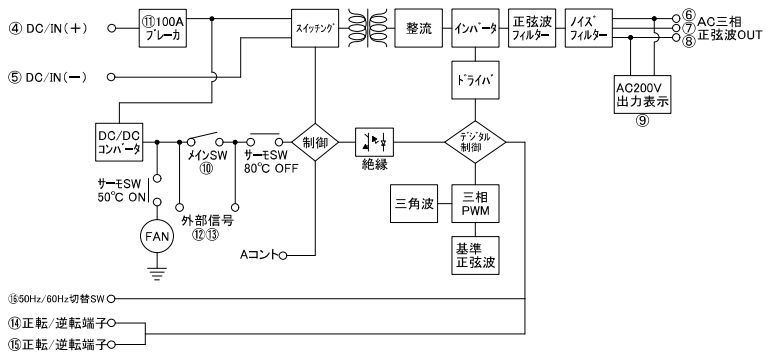 ④ DC/IN(+)
⑪100A
ブレーカ
スイッチング
整流
インバータ
正弦波
フィルター
ノイズ
フィルター
⑥
⑦
⑧
AC三相
正弦波OUT
⑤ DC/IN(-)
ドライバ
AC200V
出力表示
⑨
DC/DC
コンバータ
メインSW
⑩
サーモSW
80℃ OFF
制御
絶縁
デジタル
制御
サーモSW
50℃ ON
外部信号
⑫⑬
三角波
三相
PWM
FAN
Aコント
基準
正弦波
⑯50Hz/60Hz切替SW
⑭正転/逆転端子
⑮正転/逆転端子